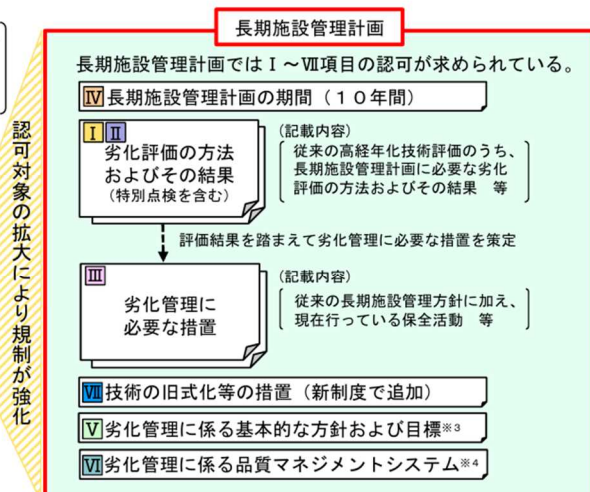 長期施設管理計画
長期施設管理計画ではⅠ～Ⅶ項目の認可が求められている。
Ⅳ 長期施設管理計画の期間（１０年間）
Ⅰ Ⅱ
劣化評価の方法
およびその結果
（特別点検を含む）
（記載内容）
従来の高経年化技術評価のうち、
長期施設管理計画に必要な劣化
評価の方法およびその結果　等
評価結果を踏まえて劣化管理に必要な措置を策定
Ⅲ
劣化管理に
必要な措置
（記載内容）
従来の長期施設管理方針に加え、
現在行っている保全活動　等
Ⅶ 技術の旧式化等の措置（新制度で追加）
Ⅴ 劣化管理に係る基本的な方針および目標※3
Ⅵ 劣化管理に係る品質マネジメントシステム※4
認可対象の拡大により規制が強化